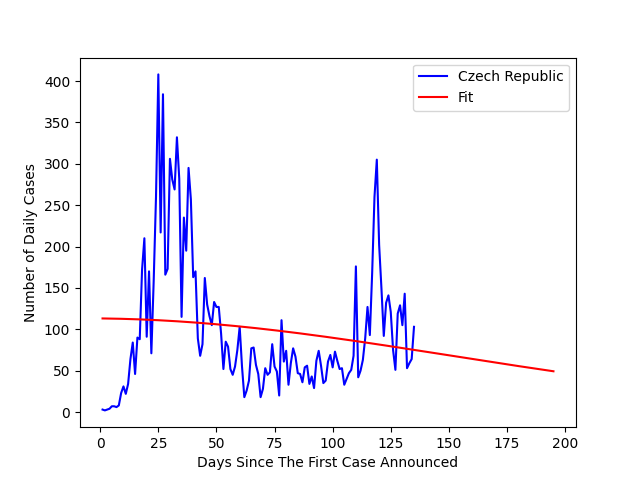 Czech Republic
Fit
Number of Daily Cases
400
350
300
250
200
150
100
50
0
0 25 50 75 100 125 150 175 200
Days Since The First Case Announced